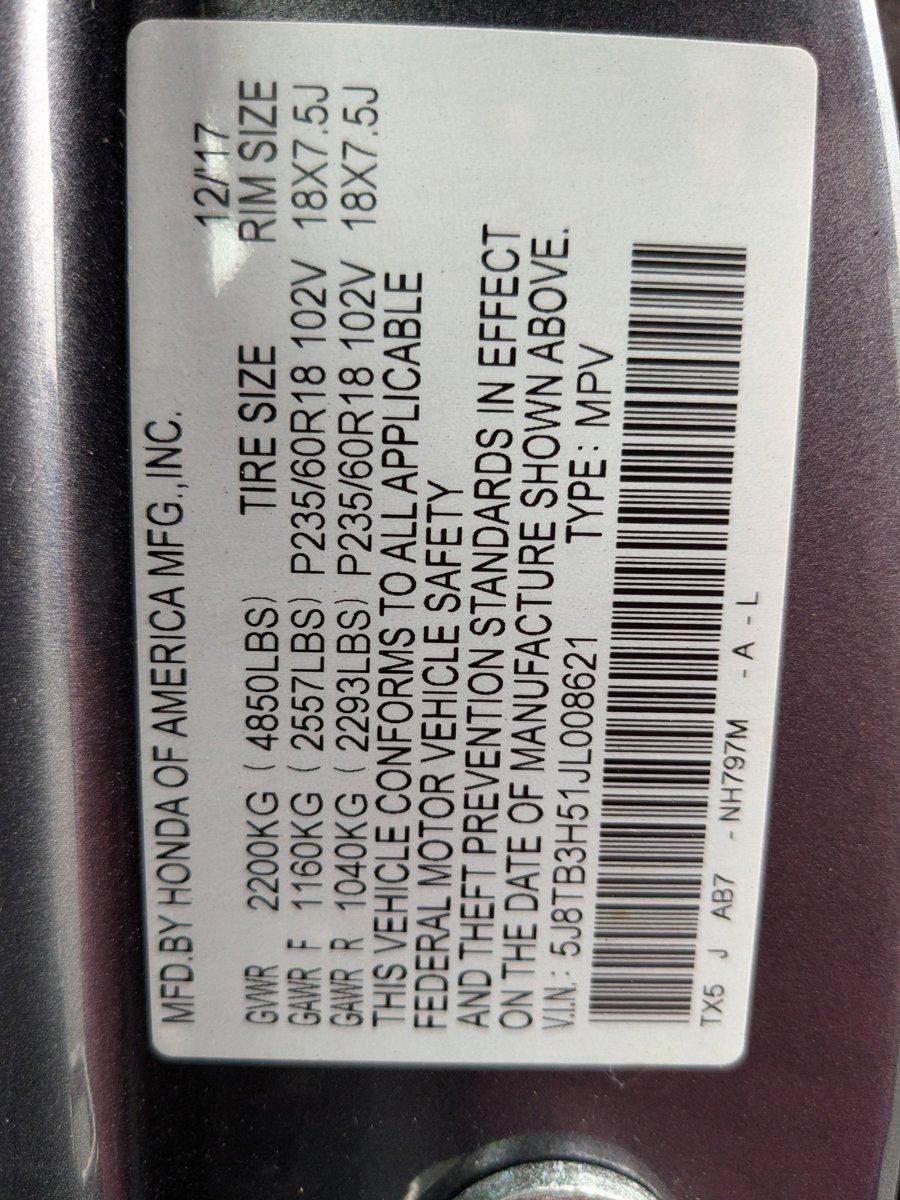 MFD.BY HONDA OF AMERICA MFG.,INC. 12/'17
GVWR 2200KG ( 4850LBS) TIRE SIZE RIM SIZE
GAWR F 1160KG ( 2557LBS) P235/60R18 102V 18X7.5J
GAWR R 1040KG ( 2293LBS) P235/60R18 102V 18X7.5J
THIS VEHICLE CONFORMS TO ALL APPLICABLE
FEDERAL MOTOR VEHICLE SAFETY
AND THEFT PREVENTION STANDARDS IN EFFECT
ON THE DATE OF MANUFACTURE SHOWN ABOVE.
V.I.N.: 5J8TB3H51JL008621 TYPE: MPV
TX5 J AB7 - NH797M - A - L